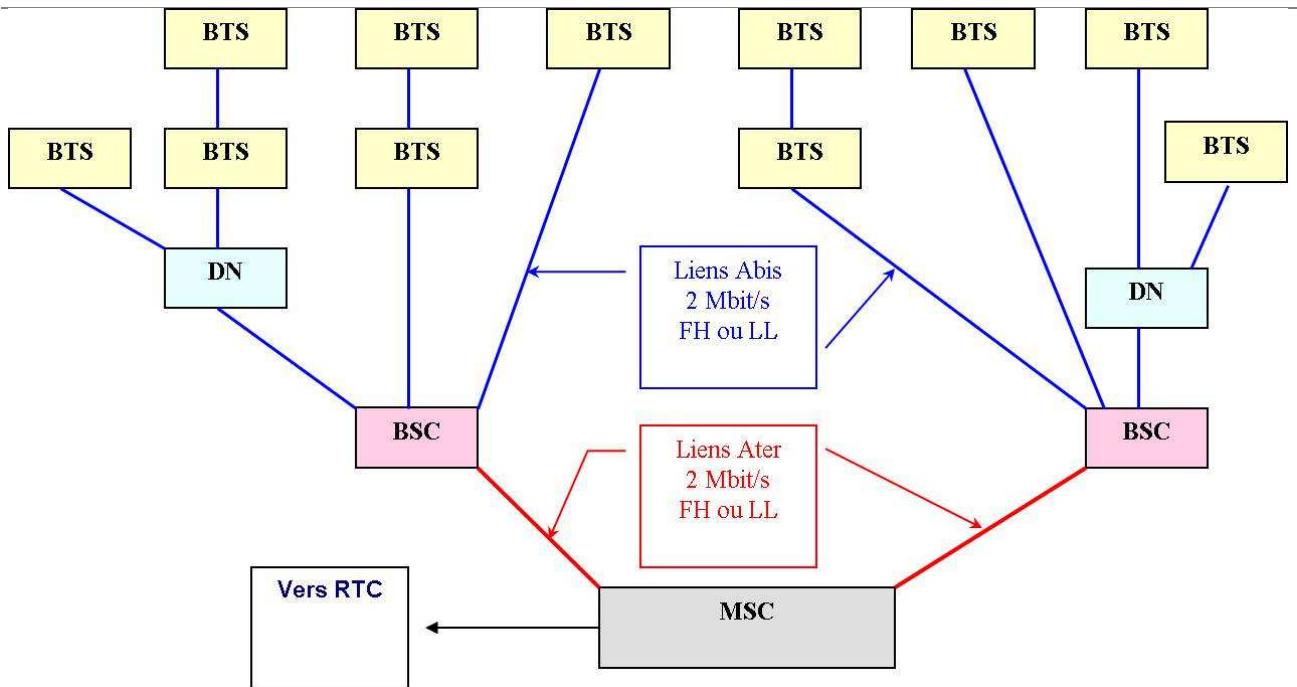 BTS
BTS
BTS
BTS
BTS
BTS
BTS
BTS
BTS
BTS
BTS
DN
Liens Abis
2 Mbit/s
FH ou LL
DN
BSC
BSC
Liens Ater
2 Mbit/s
FH ou LL
Vers RTC
MSC